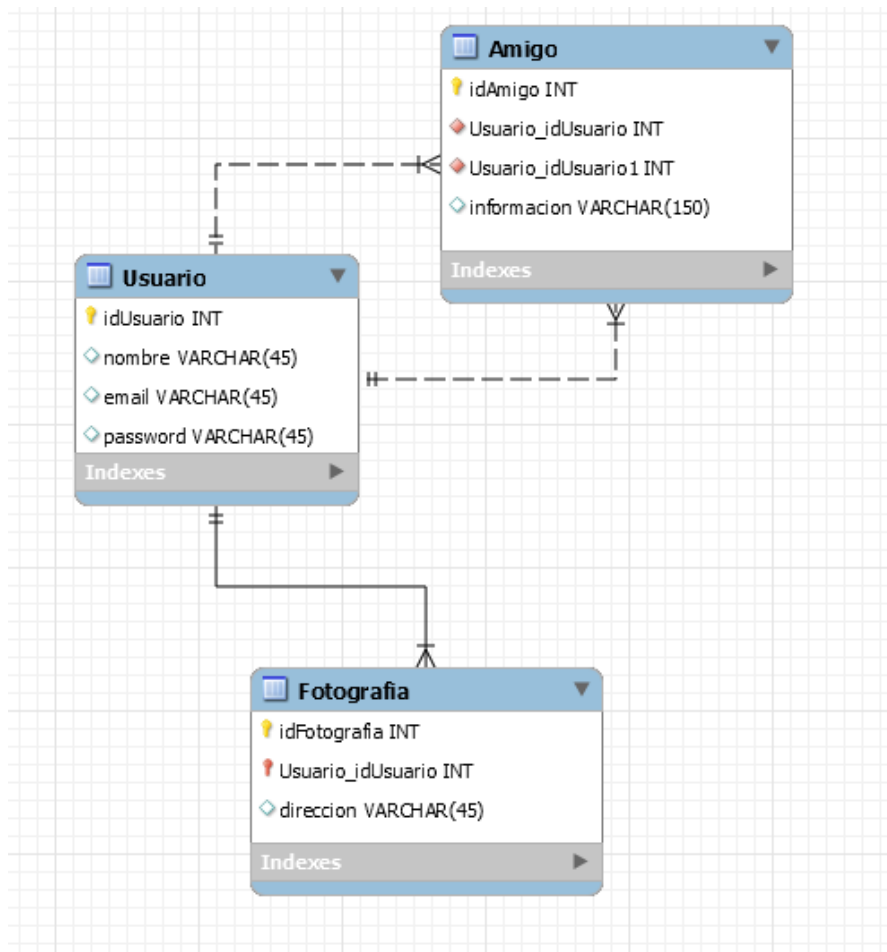 Amigo
idAmigo INT
Usuario_idUsuario INT
Usuario_idUsuario1 INT
informacion VARCHAR(150)
Indexes
Usuario
idUsuario INT
nombre VARCHAR(45)
email VARCHAR(45)
password VARCHAR(45)
Indexes
Fotografia
idFotografia INT
Usuario_idUsuario INT
direccion VARCHAR(45)
Indexes